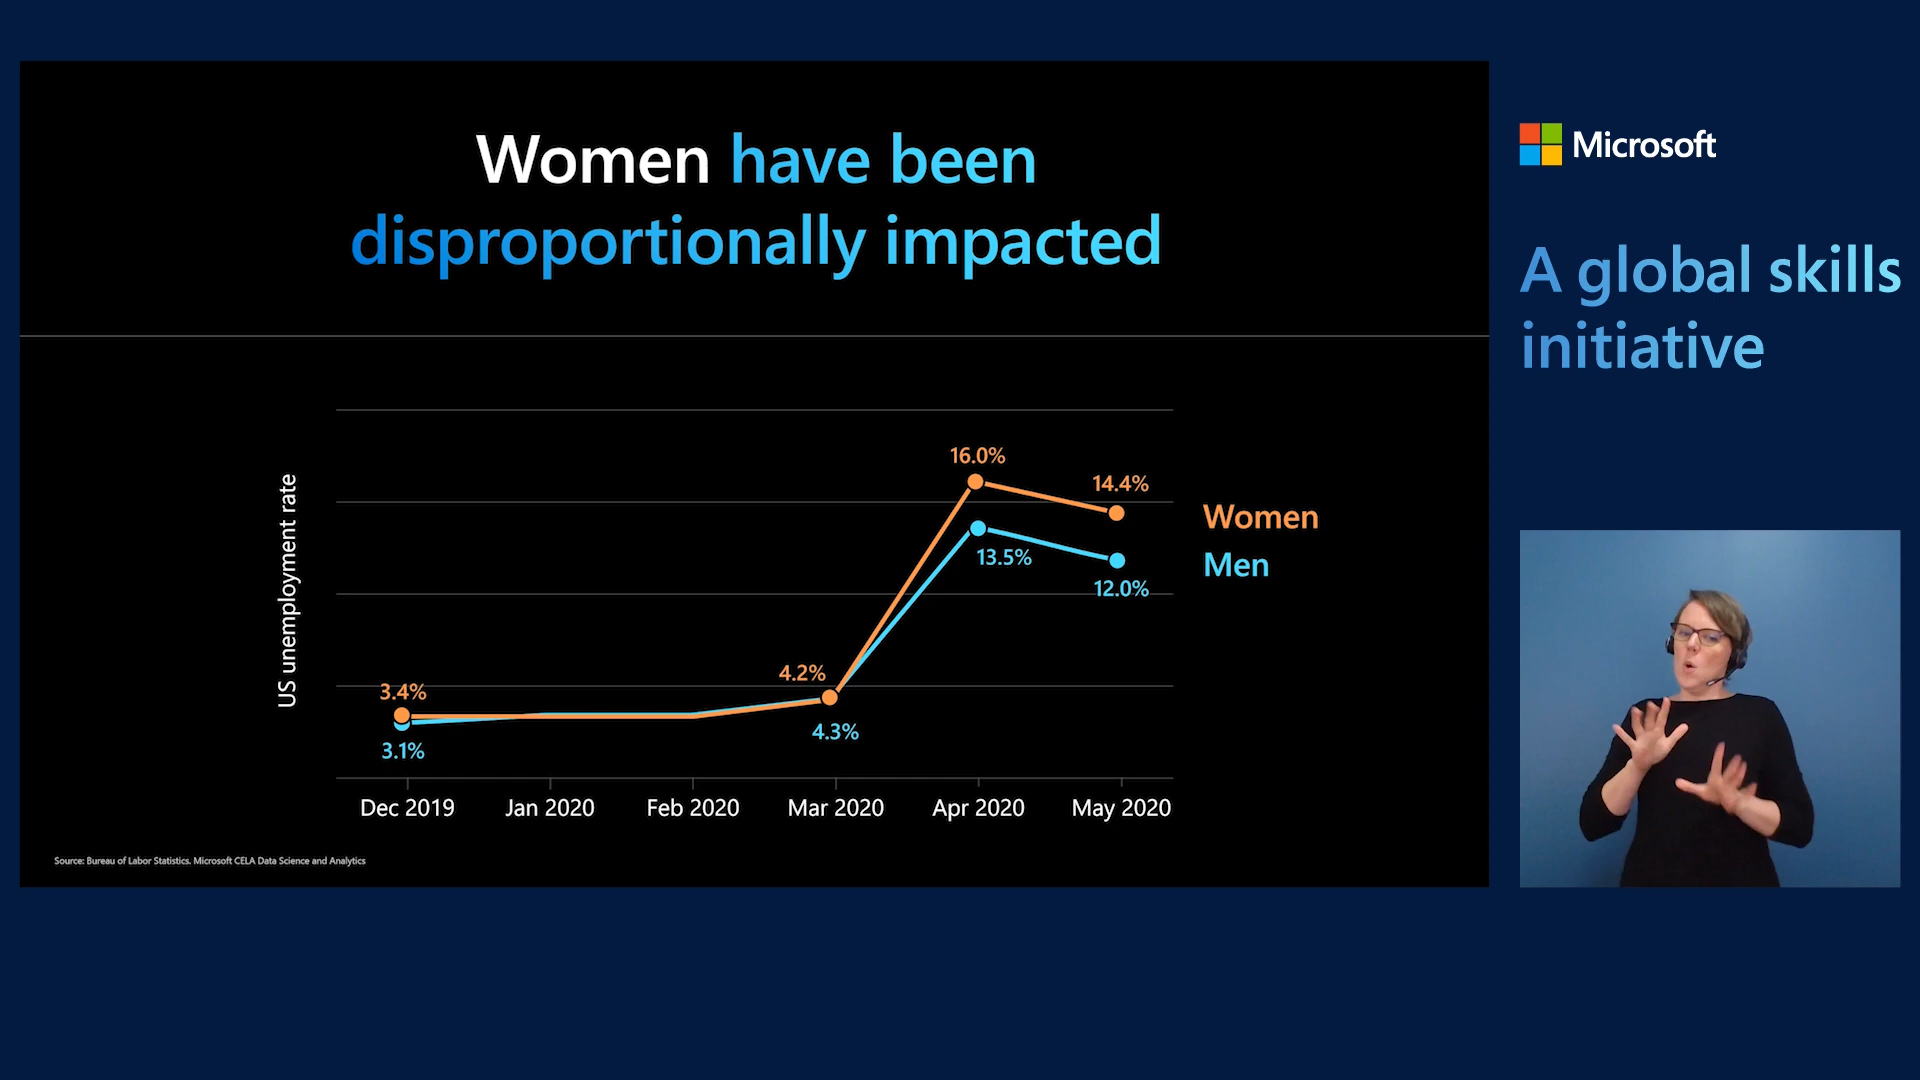 Women have been
disproportionally impacted
Microsoft
A global skills
initiative
US unemployment rate
16.0%
14.4%
13.5%
12.0%
Women
Men
4.2%
4.3%
3.4%
3.1%
Dec 2019 Jan 2020 Feb 2020 Mar 2020 Apr 2020 May 2020
Source: Bureau of Labor Statistics. Microsoft CELA Data Science and Analytics